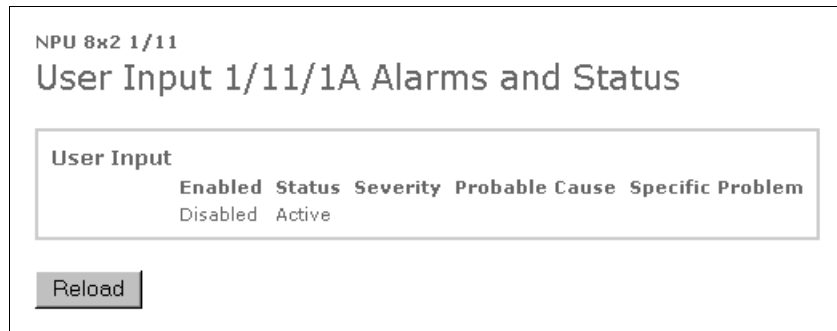 NPU 8x2 1/11
User Input 1/11/1A Alarms and Status
User Input
Enabled Status Severity Probable Cause Specific Problem
Disabled Active
Reload